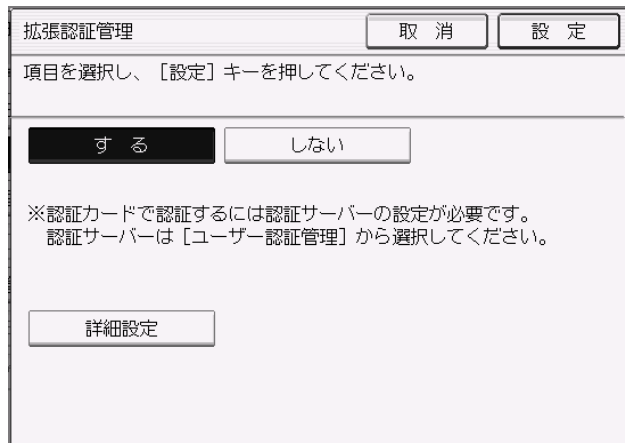 拡張認証管理 取 消 設 定
項目を選択し、［設定］キーを押してください。
す る しない
※認証カードで認証するには認証サーバーの設定が必要です。
認証サーバーは［ユーザー認証管理］から選択してください。
詳細設定